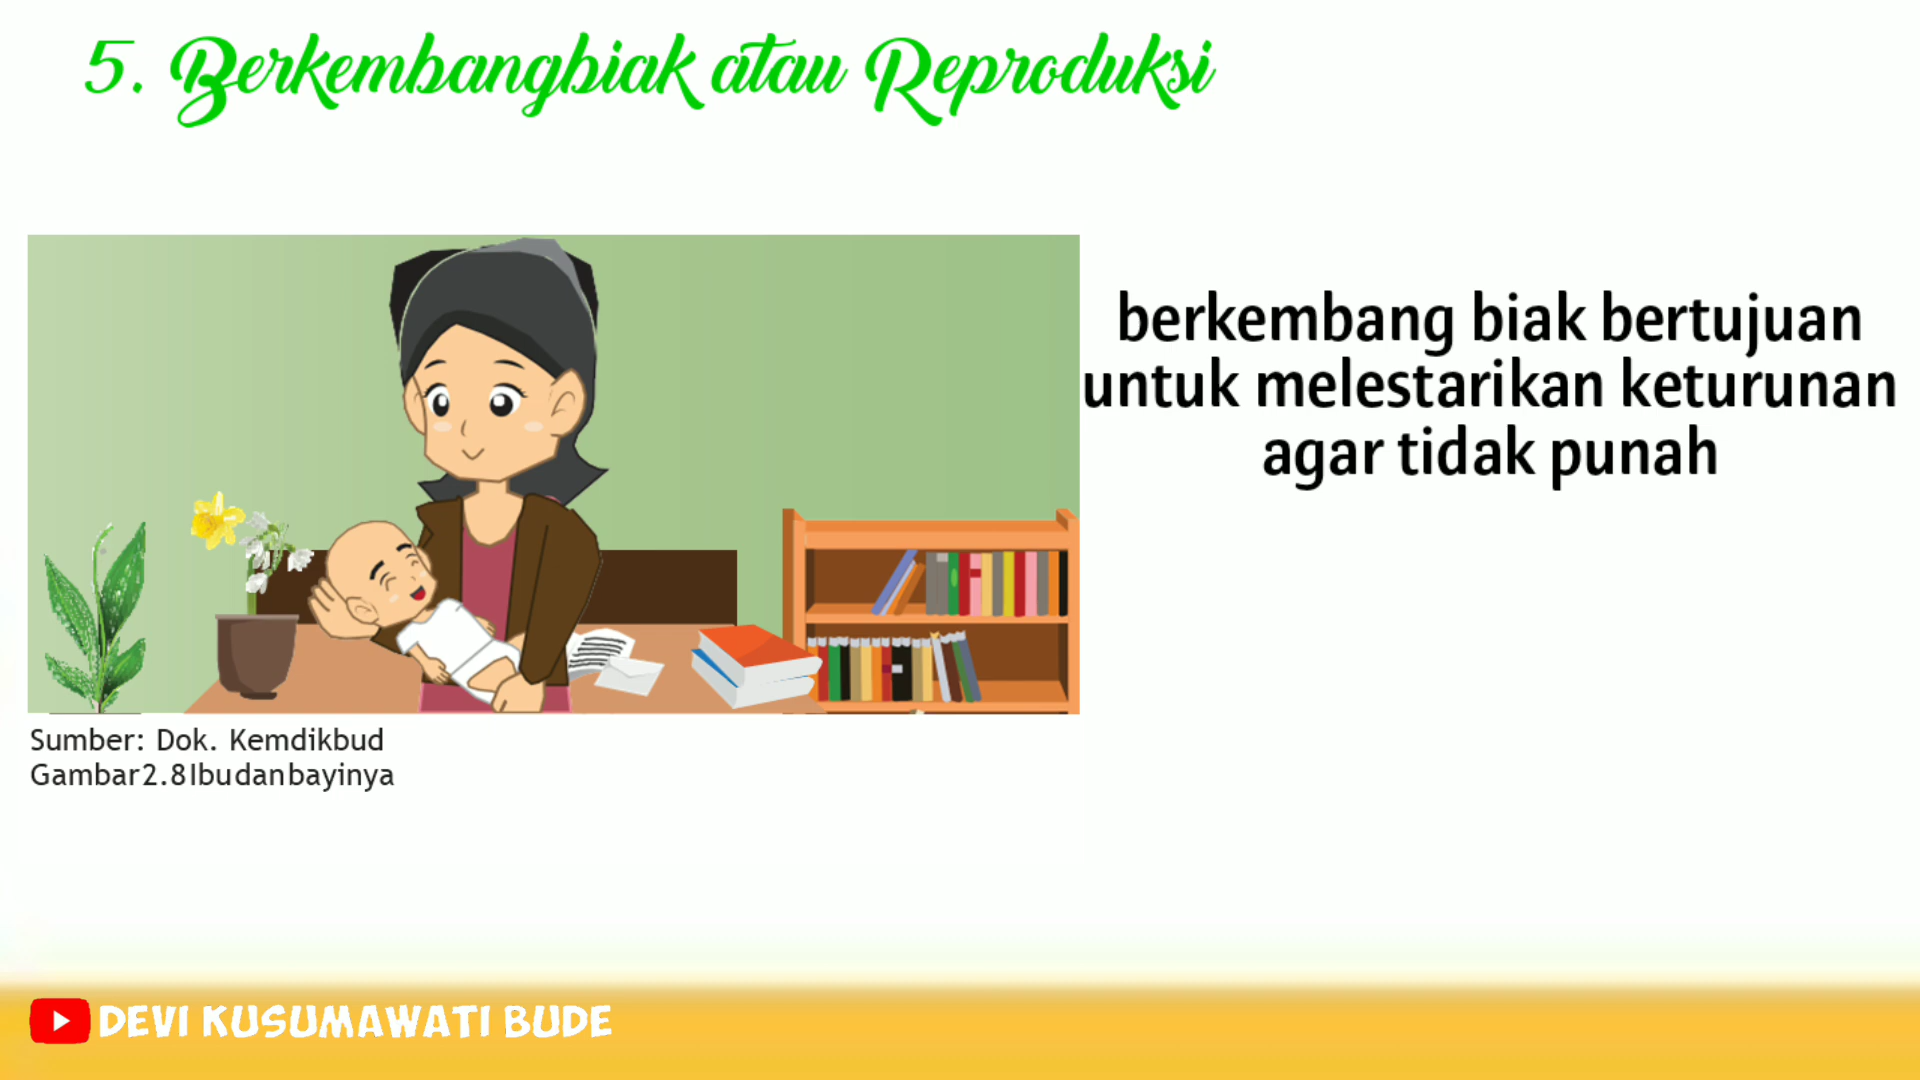 5. Berkembangbiak atau Reproduksi
berkembang biak bertujuan
untuk melestarikan keturunan
agar tidak punah
Sumber: Dok. Kemdikbud
Gambar2.8Ibudanbayinya
DEVI KUSUMAWATI BUDE